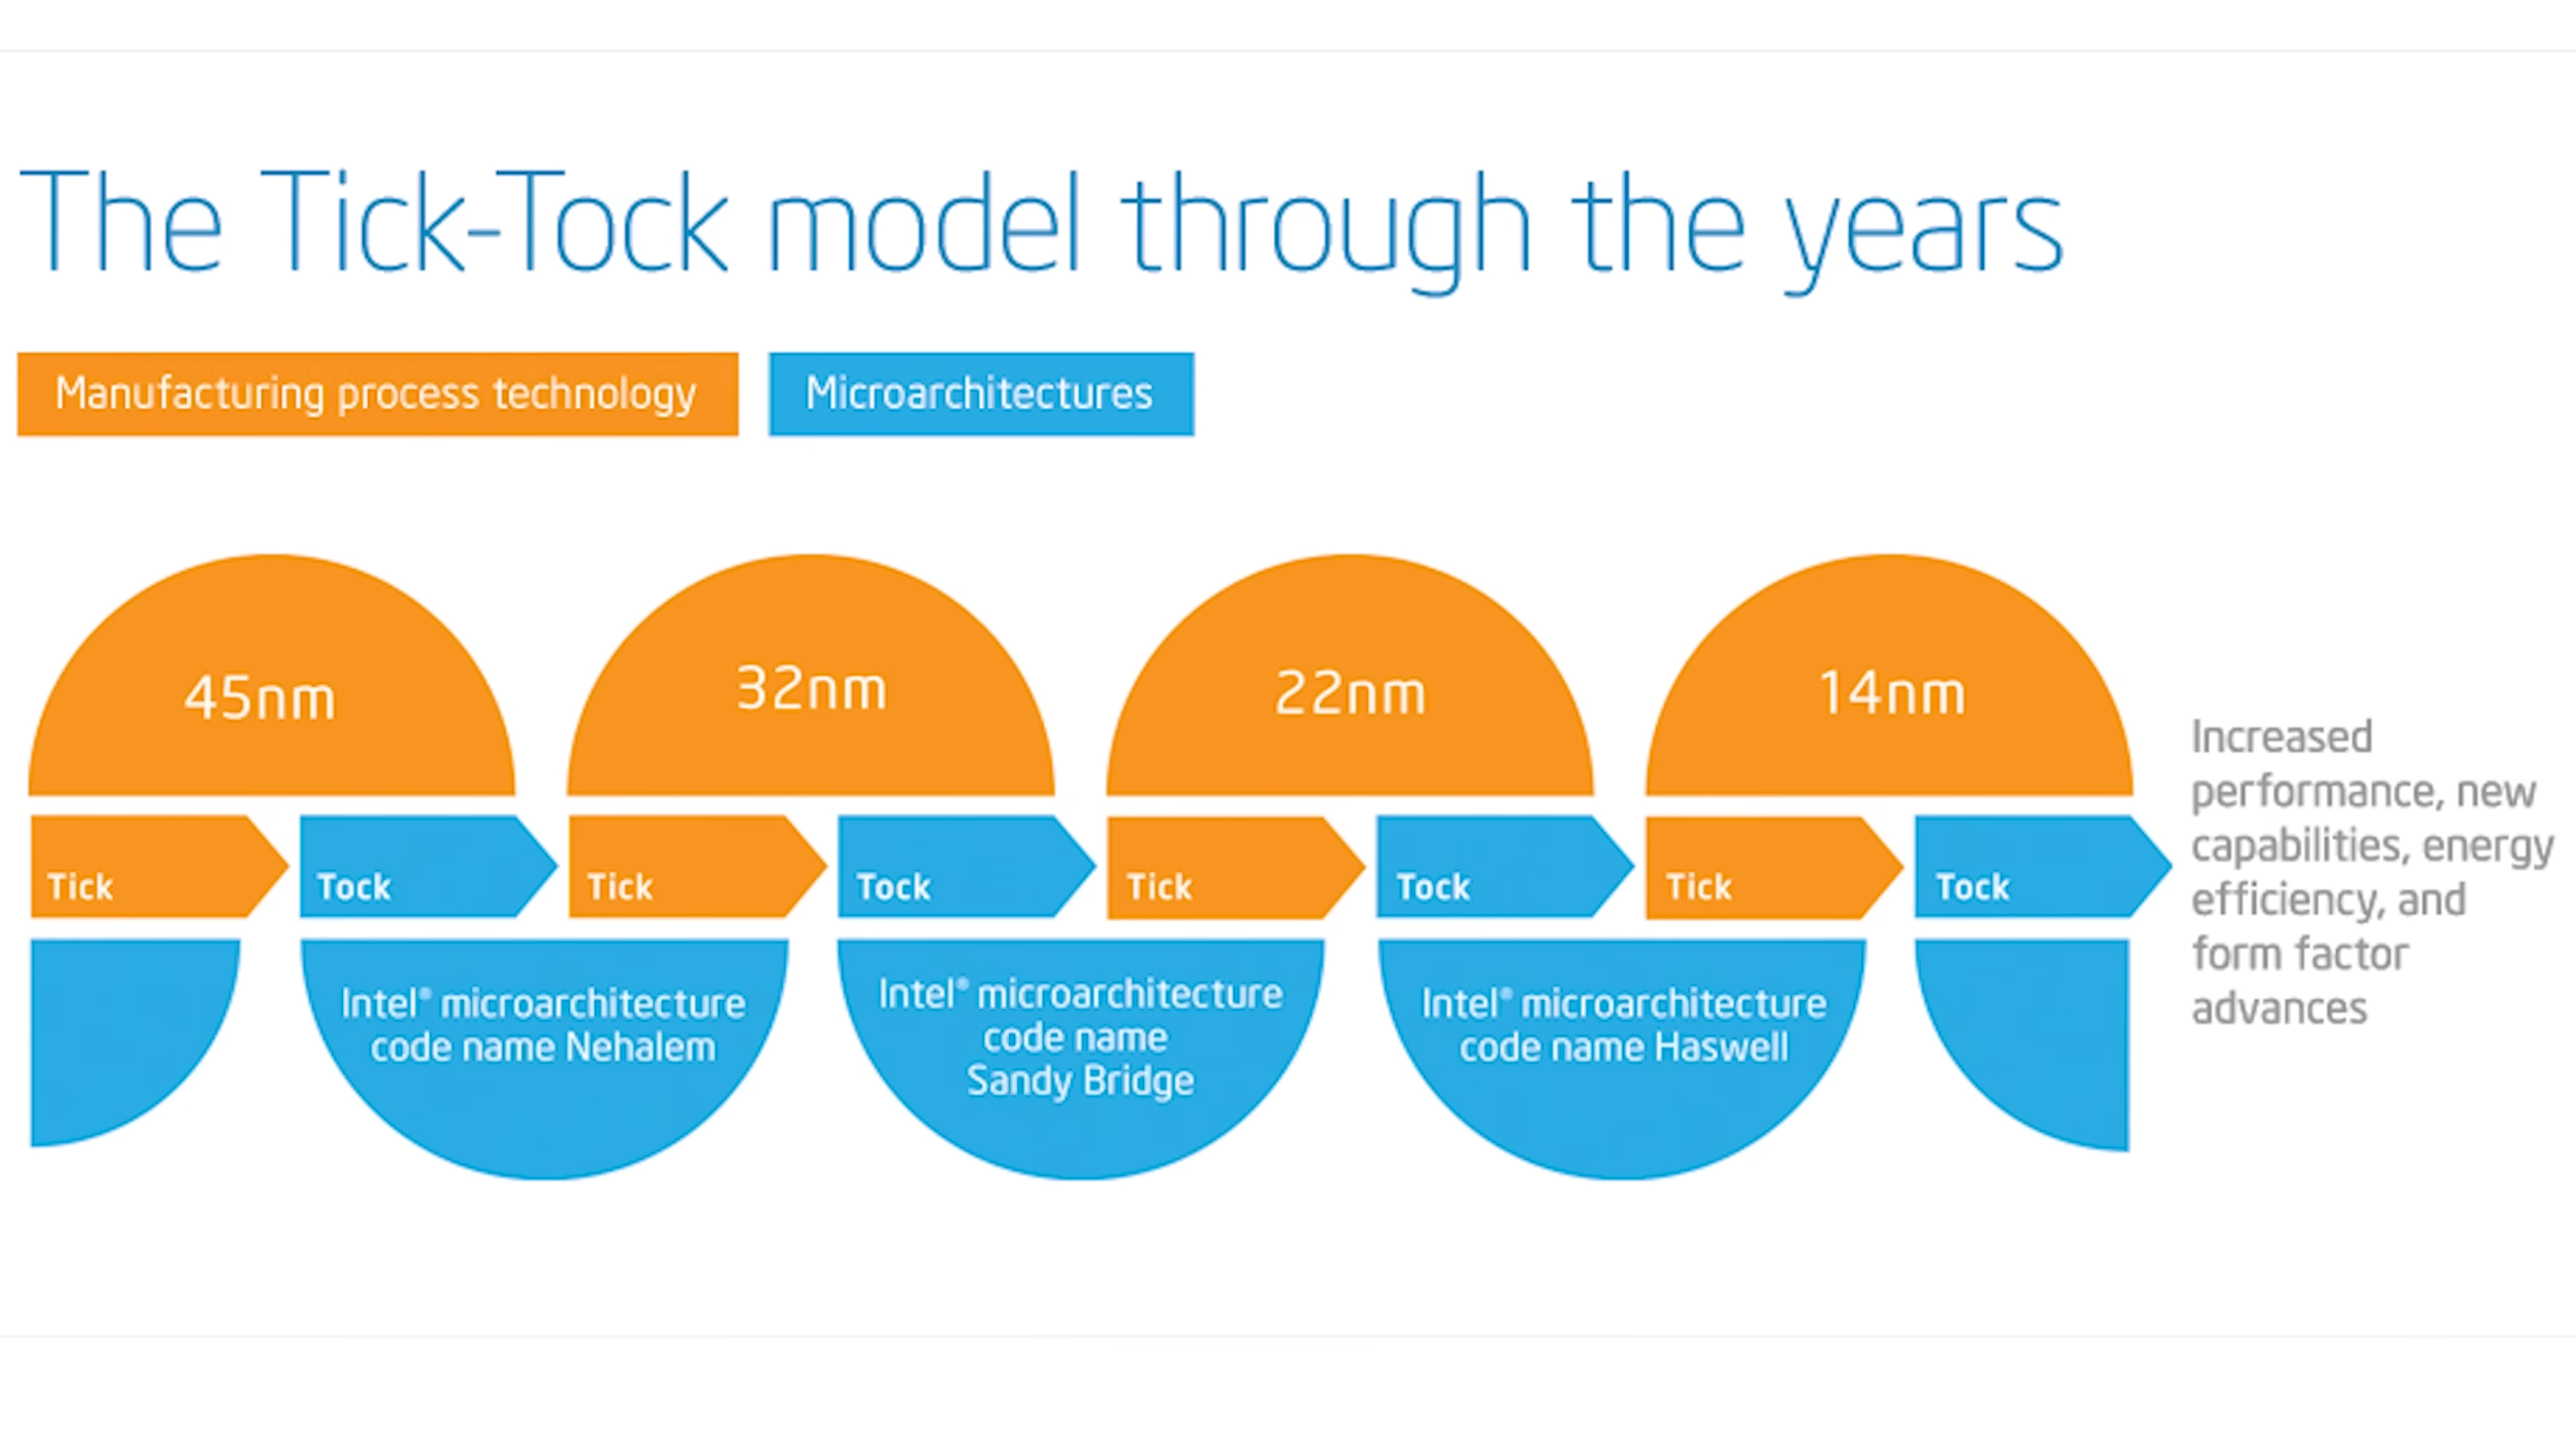 The Tick-Tock model through the years
Manufacturing process technology
Microarchitectures
45nm
32nm
22nm
14nm
Tick
Tock
Tick
Tock
Tick
Tock
Tick
Tock
Intel® microarchitecture
code name Nehalem
Intel® microarchitecture
code name
Sandy Bridge
Intel® microarchitecture
code name Haswell
Increased
performance, new
capabilities, energy
efficiency, and
form factor
advances